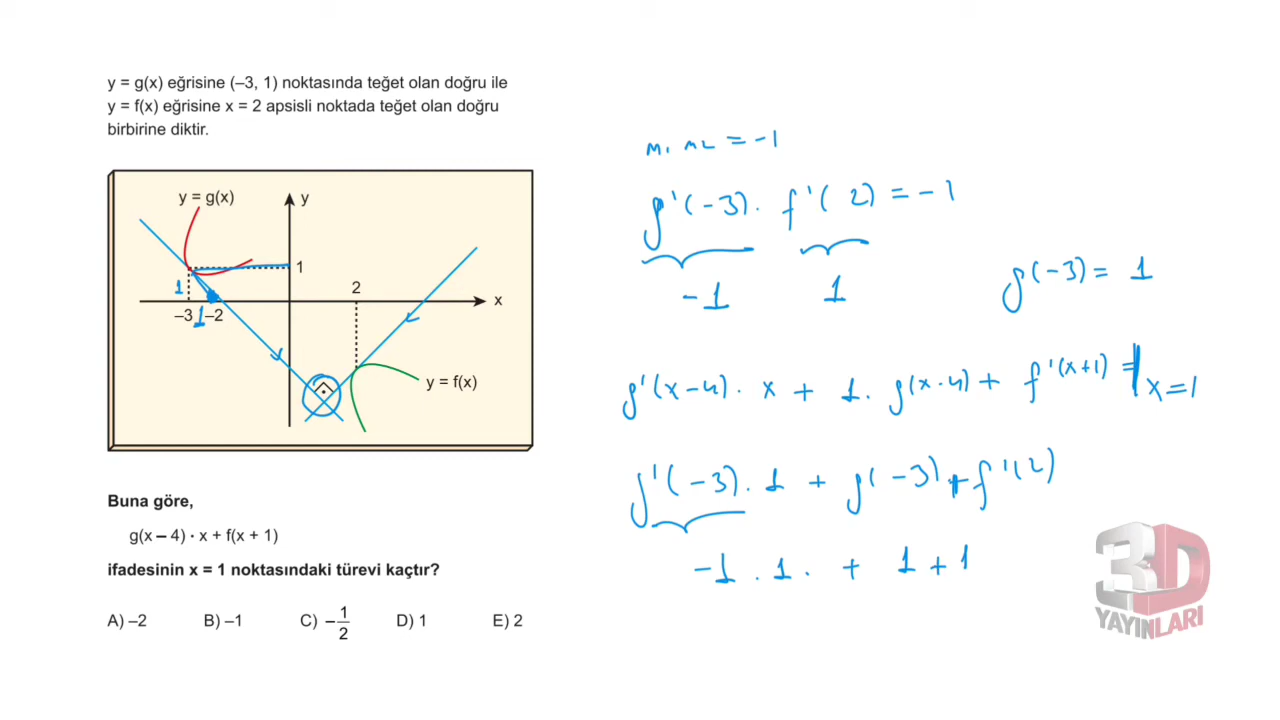 y = g(x) eğrisine (–3, 1) noktasında teğet olan doğru ile
y = f(x) eğrisine x = 2 apsisli noktada teğet olan doğru
birbirine diktir.
y = g(x)
y
1
2
x
1
–3
1
–2
y = f(x)
Buna göre,
g(x – 4) · x + f(x + 1)
ifadesinin x = 1 noktasındaki türevi kaçtır?
A) –2 B) –1 C) –1/2 D) 1 E) 2
m1 m2 = -1
g'(-3) . f'(2) = -1
-1 1
g(-3) = 1
g'(x-4) . x + 1 . g(x-4) + f'(x+1) = | x=1
g'(-3) . 1 + g(-3) + f'(2)
-1 . 1 . + 1 + 1
3D
YAYINLARI